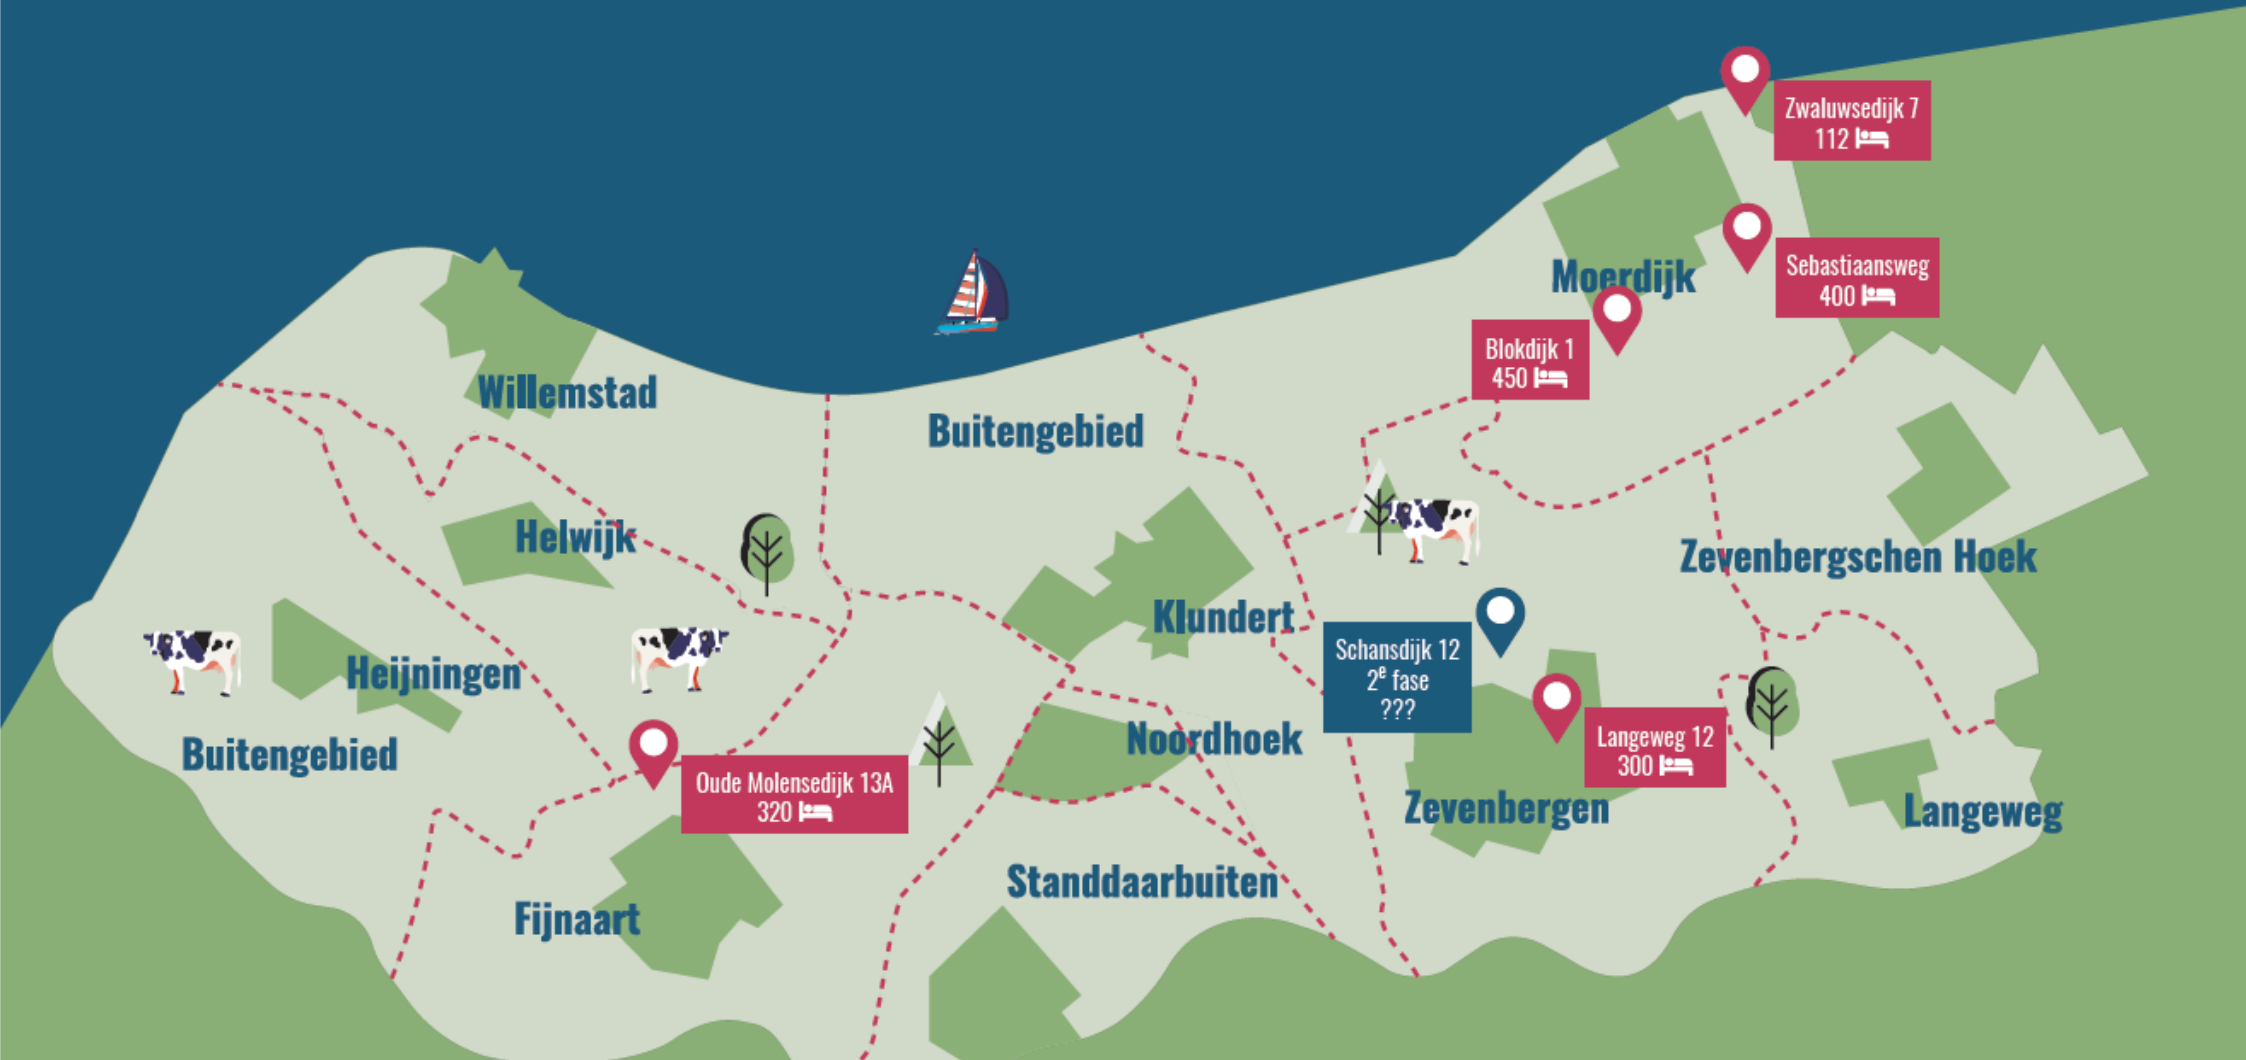 Zwaluwsedijk 7
112
Sebastiaansweg
400
Moerdijk
Blokdijk 1
450
Willemstad
Buitengebied
Helwijk
Zevenbergschen Hoek
Klundert
Schansdijk 12
2e fase
???
Heijningen
Buitengebied
Noordhoek
Langeweg 12
300
Oude Molensedijk 13A
320
Zevenbergen
Langeweg
Standdaarbuiten
Fijnaart